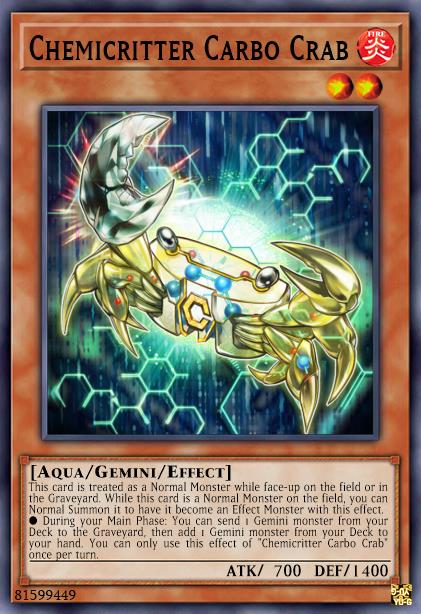 Chemicritter Carbo Crab
FIRE
炎
[Aqua/Gemini/Effect]
This card is treated as a Normal Monster while face-up on the field or in
the Graveyard. While this card is a Normal Monster on the field, you can
Normal Summon it to have it become an Effect Monster with this effect.
● During your Main Phase: You can send 1 Gemini monster from your
Deck to the Graveyard, then add 1 Gemini monster from your Deck to
your hand. You can only use this effect of "Chemicritter Carbo Crab"
once per turn.
ATK/ 700 DEF/1400
81599449